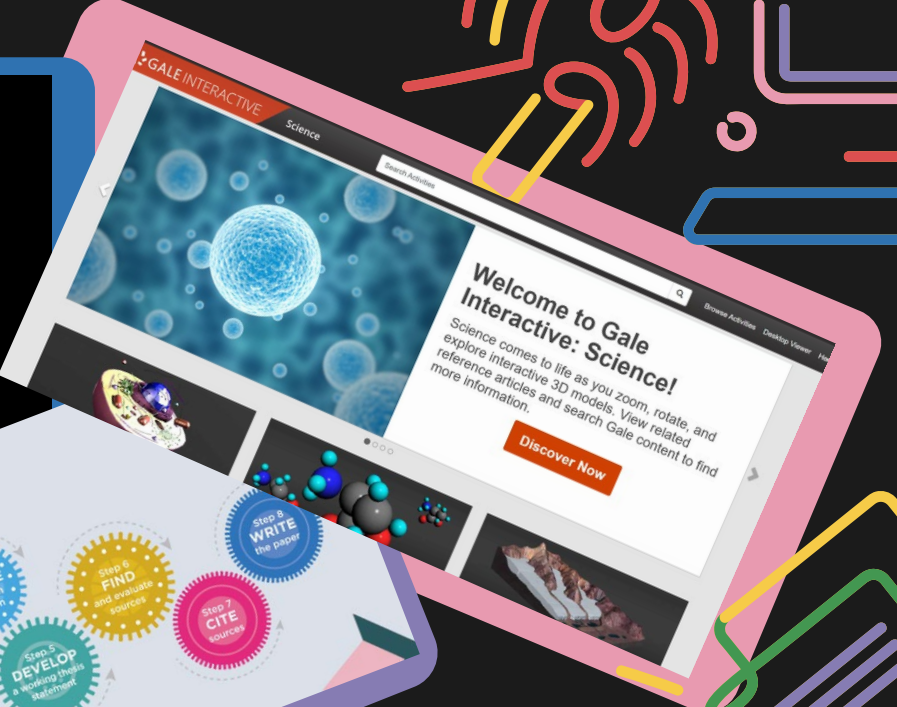 GALE INTERACTIVE
Science
Search Activities
Browse Activities
Desktop Viewer
Welcome to Gale
Interactive: Science!
Science comes to life as you zoom, rotate, and
explore interactive 3D models. View related
reference articles and search Gale content to find
more information.
Discover Now
Step 8
WRITE
the paper
Step 6
FIND
and evaluate
sources
Step 7
CITE
sources
Step 5
DEVELOP
a working thesis
statement